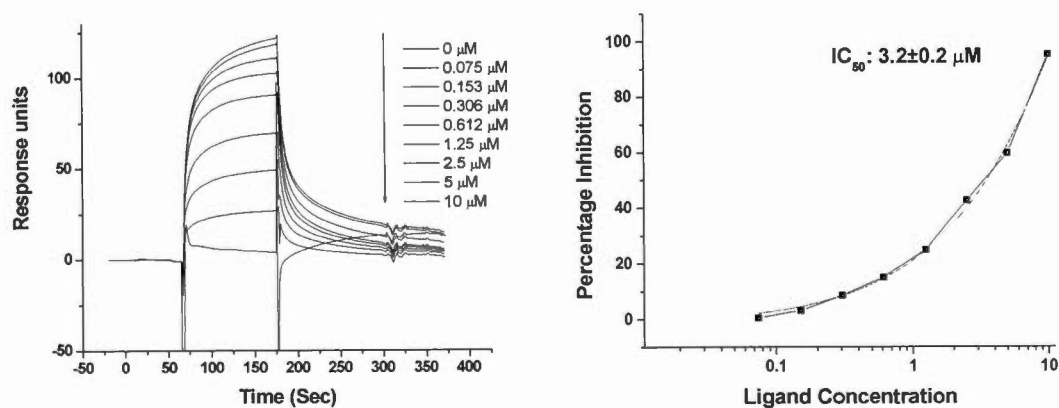 Response units
100
50
0
-50
-50 0 50 100 150 200 250 300 350 400
Time (Sec)
0 μM
0.075 μM
0.153 μM
0.306 μM
0.612 μM
1.25 μM
2.5 μM
5 μM
10 μM
Percentage Inhibition
100
80
60
40
20
0
IC50: 3.2±0.2 μM
0.1 1 10
Ligand Concentration